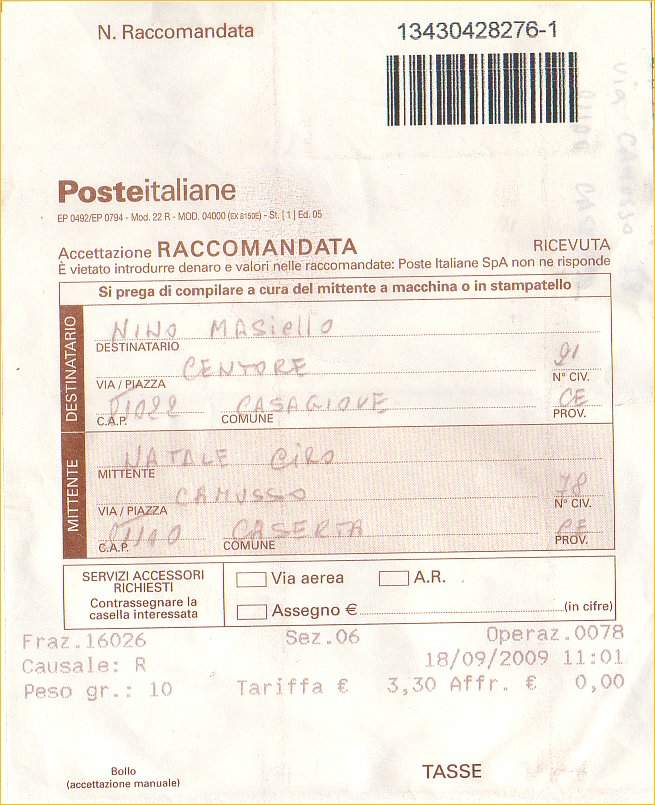 N. Raccomandata
13430428276-1
Posteitaliane
EP 0492/EP 0794 - Mod. 22 R - MOD. 04000 (EX 8150E) - St. [1] Ed. 05
Accettazione RACCOMANDATA RICEVUTA
È vietato introdurre denaro e valori nelle raccomandate: Poste Italiane SpA non ne risponde
Si prega di compilare a cura del mittente a macchina o in stampatello
DESTINATARIO
NINO MASIELLO
DESTINATARIO
CENTORE 91
VIA / PIAZZA N° CIV.
81022 CASAGIOVE CE
C.A.P. COMUNE PROV.
MITTENTE
NATALE CIRO
MITTENTE
CAMUSSO 78
VIA / PIAZZA N° CIV.
81100 CASERTA CE
C.A.P. COMUNE PROV.
SERVIZI ACCESSORI
RICHIESTI
Contrassegnare la
casella interessata
Via aerea A.R.
Assegno € (in cifre)
Fraz.16026 Sez.06 Operaz.0078
Causale: R 18/09/2009 11:01
Peso gr.: 10 Tariffa € 3,30 Affr. € 0,00
Bollo
(accettazione manuale)
TASSE